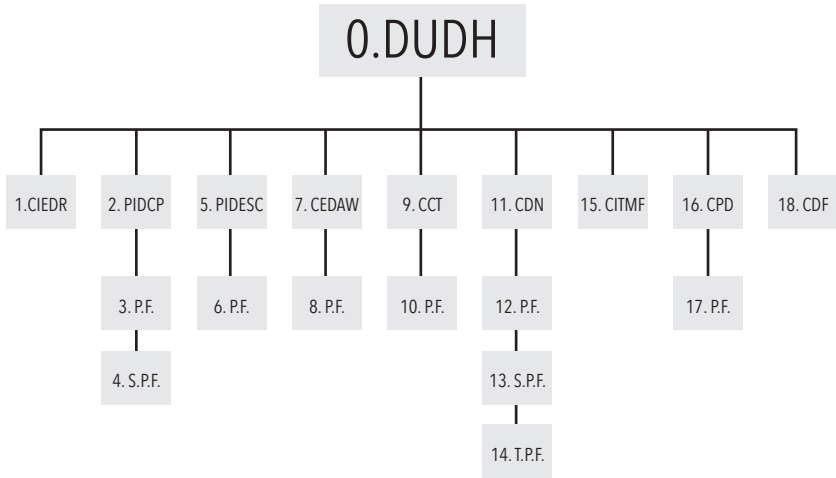 0.DUDH
1.CIEDR
2. PIDCP
5. PIDESC
7. CEDAW
9. CCT
11. CDN
15. CITMF
16. CPD
18. CDF
3. P.F.
6. P.F.
8. P.F.
10. P.F.
12. P.F.
17. P.F.
4. S.P.F.
13. S.P.F.
14. T.P.F.